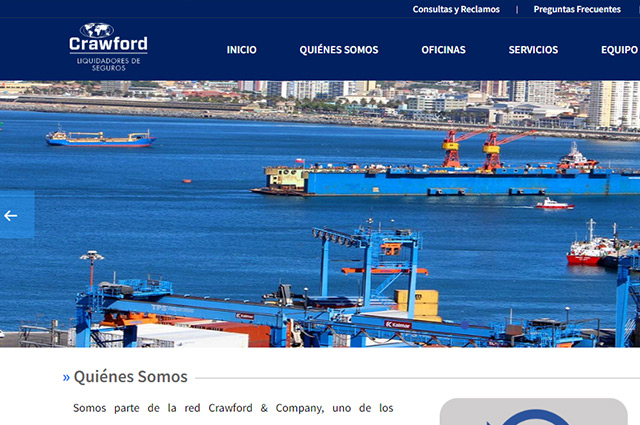 Consultas y Reclamos | Preguntas Frecuentes
Crawford
LIQUIDADORES DE
SEGUROS
INICIO QUIÉNES SOMOS OFICINAS SERVICIOS EQUIPO
TPS
Kalmar
Kalmar
» Quiénes Somos
Somos parte de la red Crawford & Company, uno de los